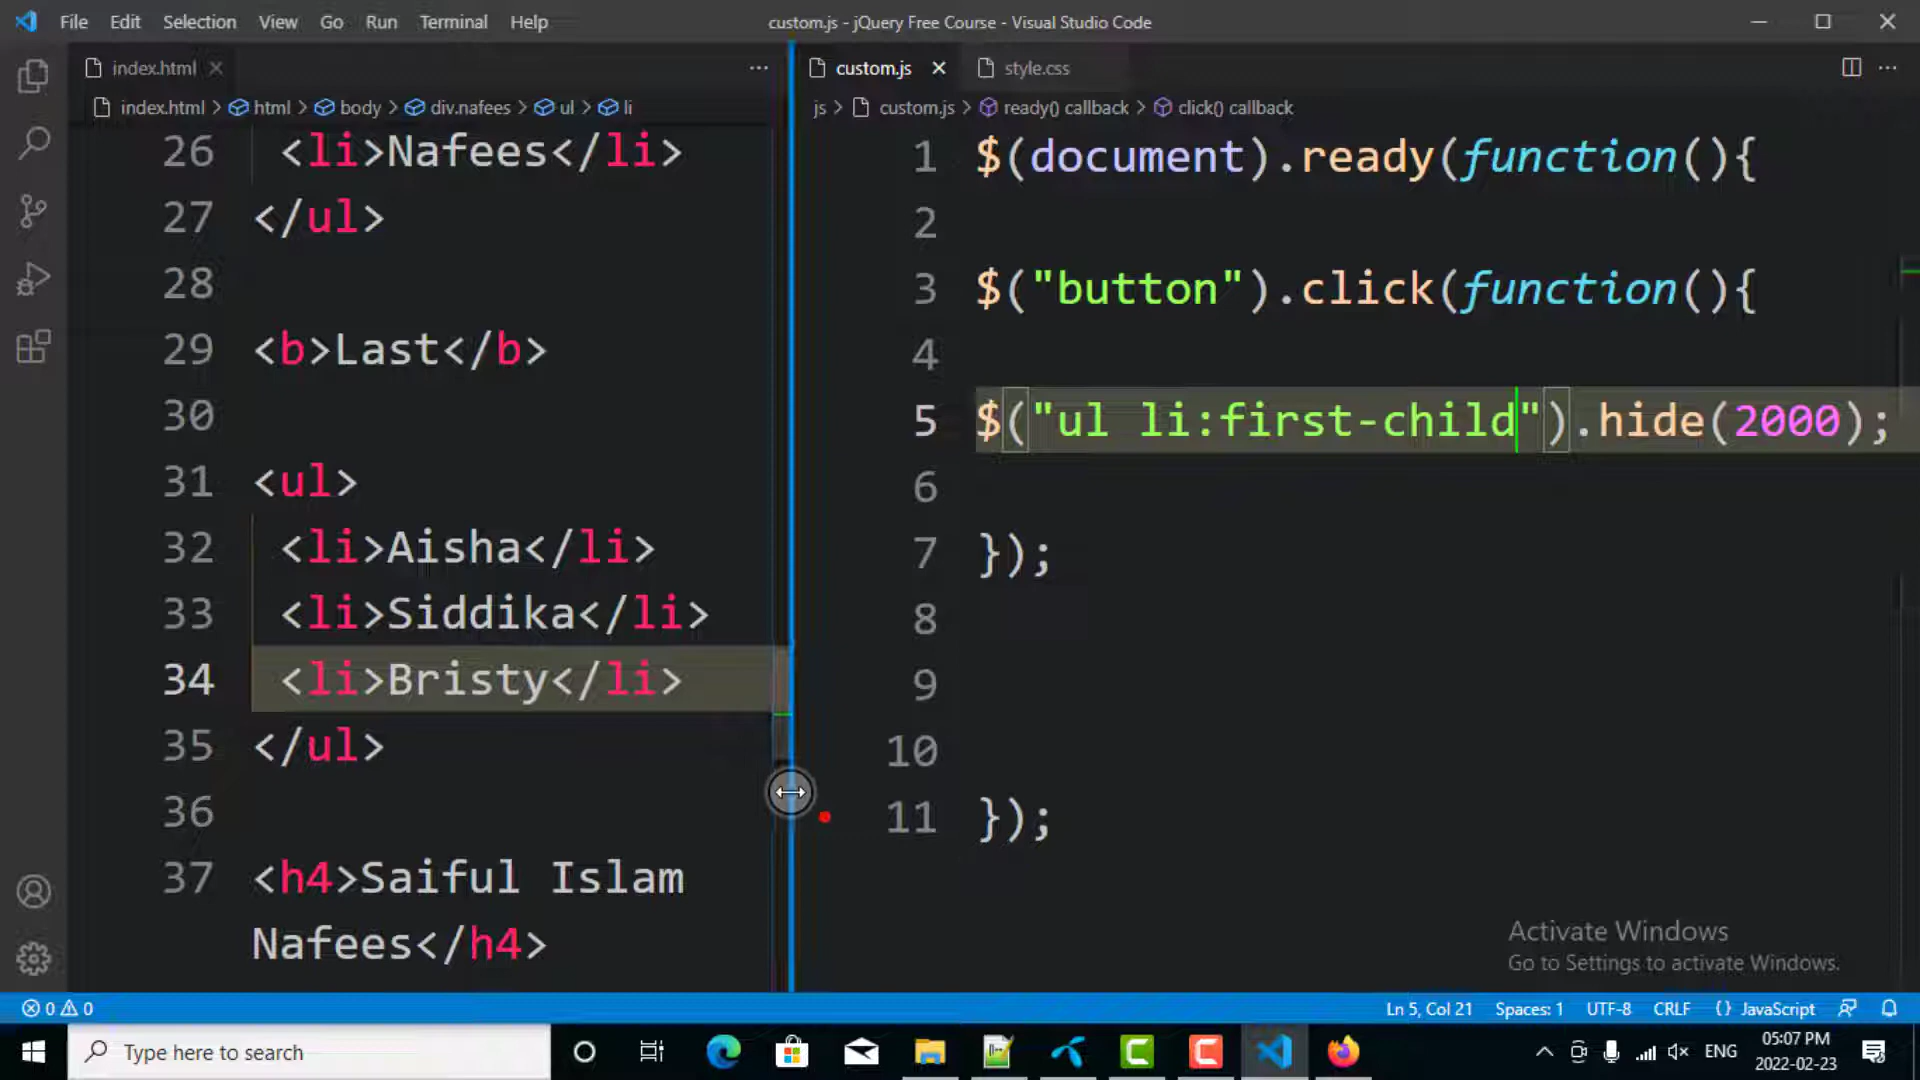 File Edit Selection View Go Run Terminal Help custom.js - jQuery Free Course - Visual Studio Code
index.html
index.html > html > body > div.nafees > ul > li
26 <li>Nafees</li>
27 </ul>
28
29 <b>Last</b>
30
31 <ul>
32 <li>Aisha</li>
33 <li>Siddika</li>
34 <li>Bristy</li>
35 </ul>
36
37 <h4>Saiful Islam
Nafees</h4>
custom.js style.css
js > custom.js > ready() callback > click() callback
1 $(document).ready(function(){
2
3 $("button").click(function(){
4
5 $("ul li:first-child").hide(2000);
6
7 });
8
9
10
11 });
Activate Windows
Go to Settings to activate Windows.
0 0 Ln 5, Col 21 Spaces: 1 UTF-8 CRLF {} JavaScript
Type here to search
ENG
05:07 PM
2022-02-23